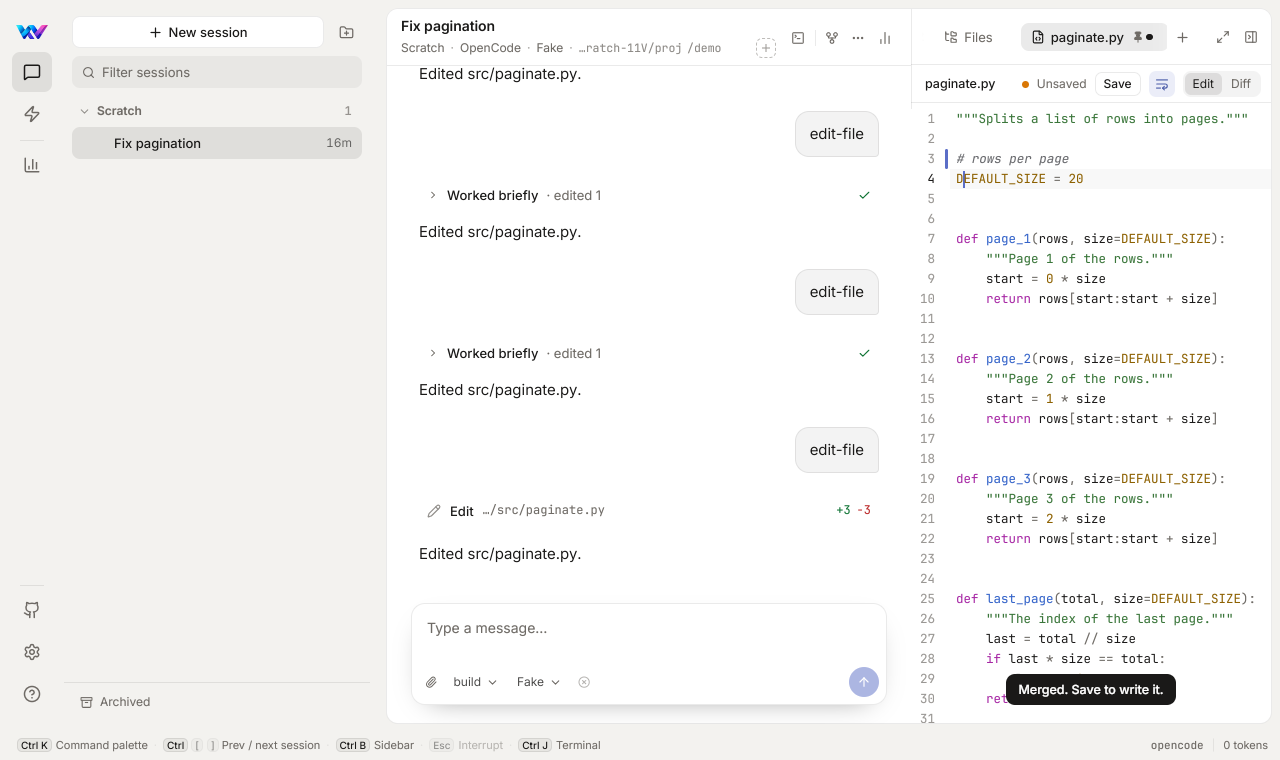 New session
Filter sessions
Scratch 1
Fix pagination 16m
Archived
Fix pagination
Scratch · OpenCode · Fake · …ratch-11V/proj /demo
Edited src/paginate.py.
edit-file
Worked briefly · edited 1
Edited src/paginate.py.
edit-file
Worked briefly · edited 1
Edited src/paginate.py.
edit-file
Edit …/src/paginate.py +3 -3
Edited src/paginate.py.
Type a message...
build Fake
Files paginate.py
paginate.py Unsaved Save Edit Diff
1 """Splits a list of rows into pages."""
2
3 # rows per page
4 DEFAULT_SIZE = 20
5
6
7 def page_1(rows, size=DEFAULT_SIZE):
8     """Page 1 of the rows."""
9     start = 0 * size
10     return rows[start:start + size]
11
12
13 def page_2(rows, size=DEFAULT_SIZE):
14     """Page 2 of the rows."""
15     start = 1 * size
16     return rows[start:start + size]
17
18
19 def page_3(rows, size=DEFAULT_SIZE):
20     """Page 3 of the rows."""
21     start = 2 * size
22     return rows[start:start + size]
23
24
25 def last_page(total, size=DEFAULT_SIZE):
26     """The index of the last page."""
27     last = total // size
28     if last * size == total:
29
30
31
Merged. Save to write it.
Ctrl K Command palette Ctrl [ ] Prev / next session Ctrl B Sidebar Esc Interrupt Ctrl J Terminal
opencode 0 tokens